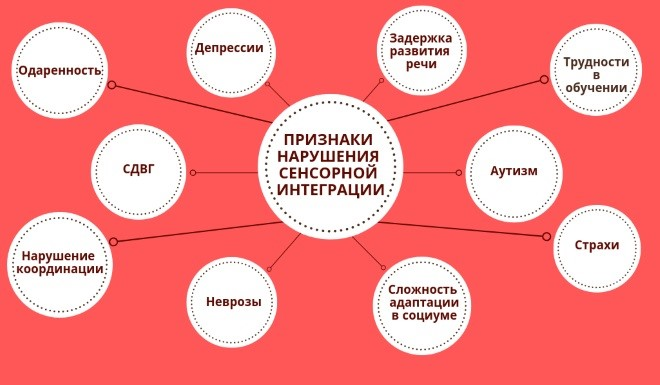 Одаренность
Депрессии
Задержка
развития
речи
Трудности
в
обучении
ПРИЗНАКИ
НАРУШЕНИЯ
СЕНСОРНОЙ
ИНТЕГРАЦИИ
СДВГ
Аутизм
Нарушение
координации
Неврозы
Сложность
адаптации
в социуме
Страхи